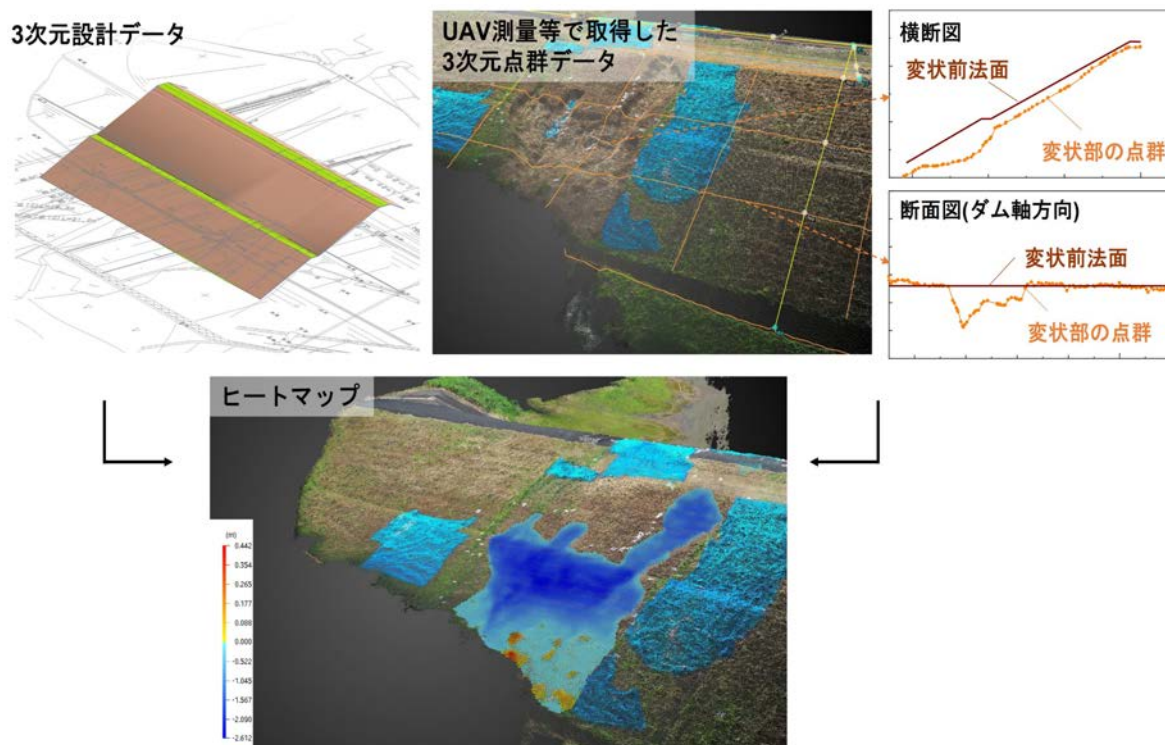 3次元設計データ
UAV測量等で取得した
3次元点群データ
横断図
変状前法面
変状部の点群
断面図(ダム軸方向)
変状前法面
変状部の点群
ヒートマップ
(m)
0.442
0.354
0.265
0.177
0.000
-0.522
-1.045
-1.567
-2.090
-2.612